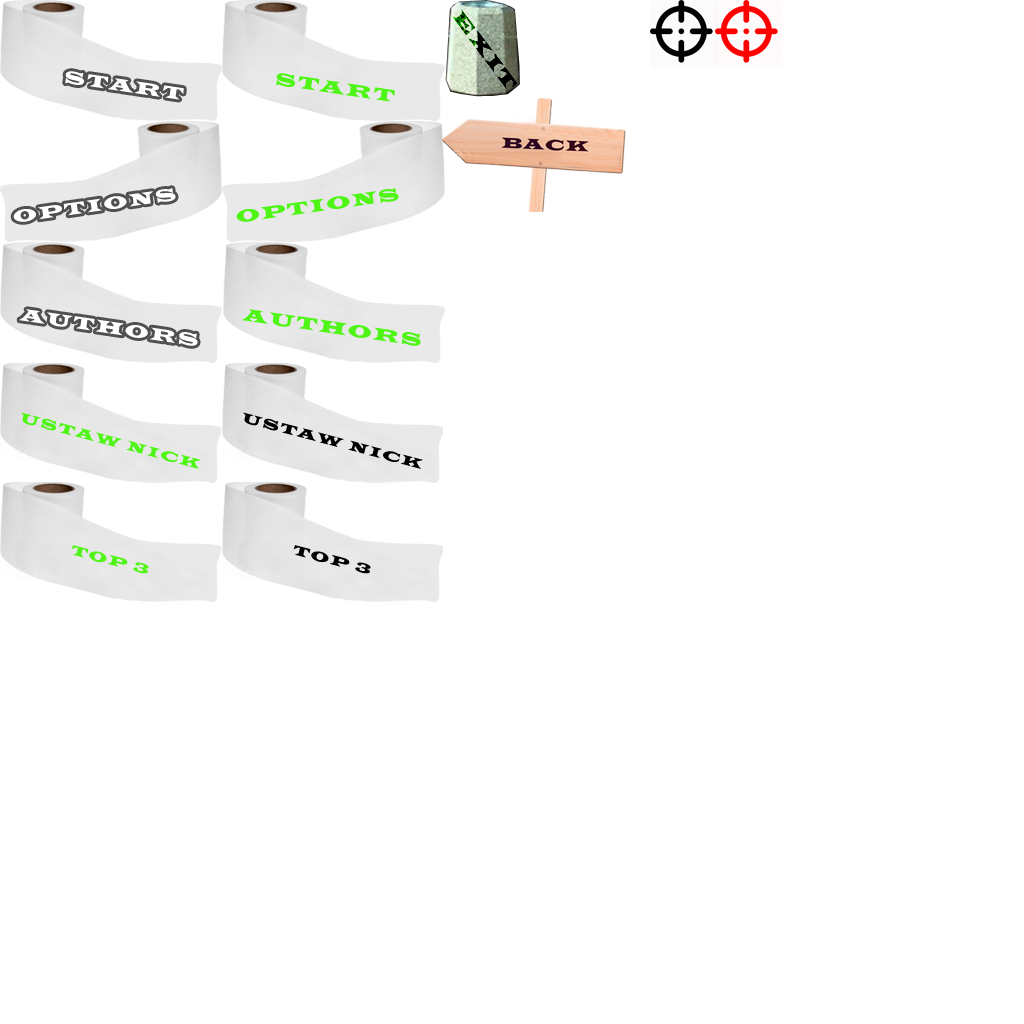 START
START
EXIT
BACK
OPTIONS
OPTIONS
AUTHORS
AUTHORS
USTAW NICK
USTAW NICK
TOP 3
TOP 3